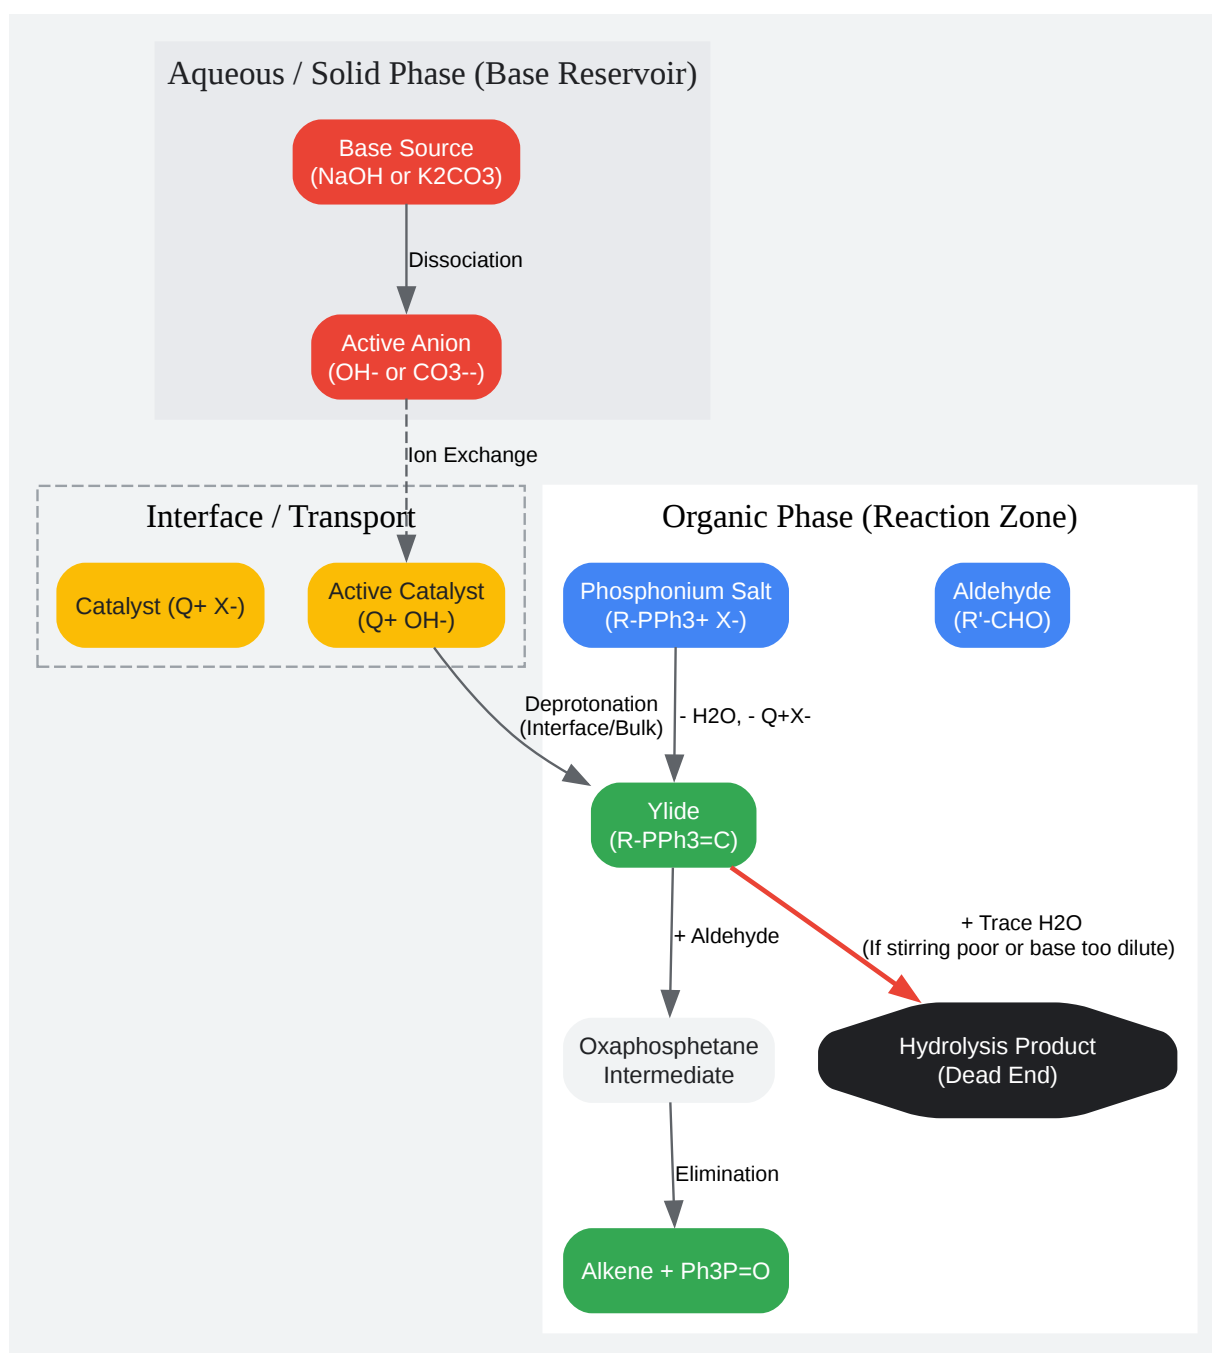 Aqueous / Solid Phase (Base Reservoir)
Base Source
(NaOH or K2CO3)
Dissociation
Active Anion
(OH- or CO3--)
Ion Exchange
Interface / Transport
Catalyst (Q+ X-)
Active Catalyst
(Q+ OH-)
Organic Phase (Reaction Zone)
Phosphonium Salt
(R-PPh3+ X-)
Aldehyde
(R'-CHO)
Deprotonation
(Interface/Bulk)
- H2O, - Q+X-
Ylide
(R-PPh3=C)
+ Aldehyde
+ Trace H2O
(If stirring poor or base too dilute)
Oxaphosphetane
Intermediate
Hydrolysis Product
(Dead End)
Elimination
Alkene + Ph3P=O